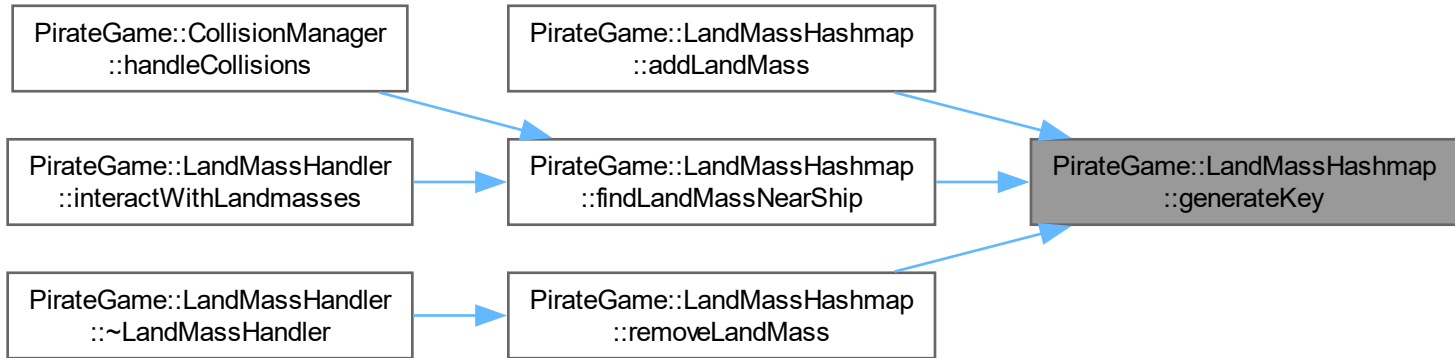 PirateGame::CollisionManager
::handleCollisions
PirateGame::LandMassHashmap
::addLandMass
PirateGame::LandMassHandler
::interactWithLandmasses
PirateGame::LandMassHashmap
::findLandMassNearShip
PirateGame::LandMassHashmap
::generateKey
PirateGame::LandMassHandler
::~LandMassHandler
PirateGame::LandMassHashmap
::removeLandMass